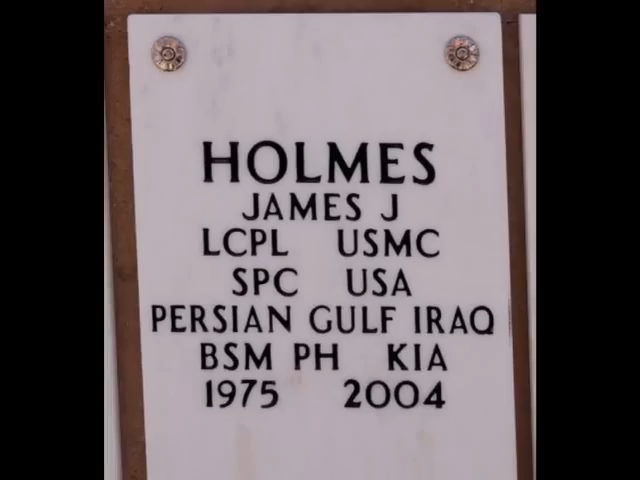 HOLMES
JAMES J
LCPL USMC
SPC USA
PERSIAN GULF IRAQ
BSM PH KIA
1975 2004